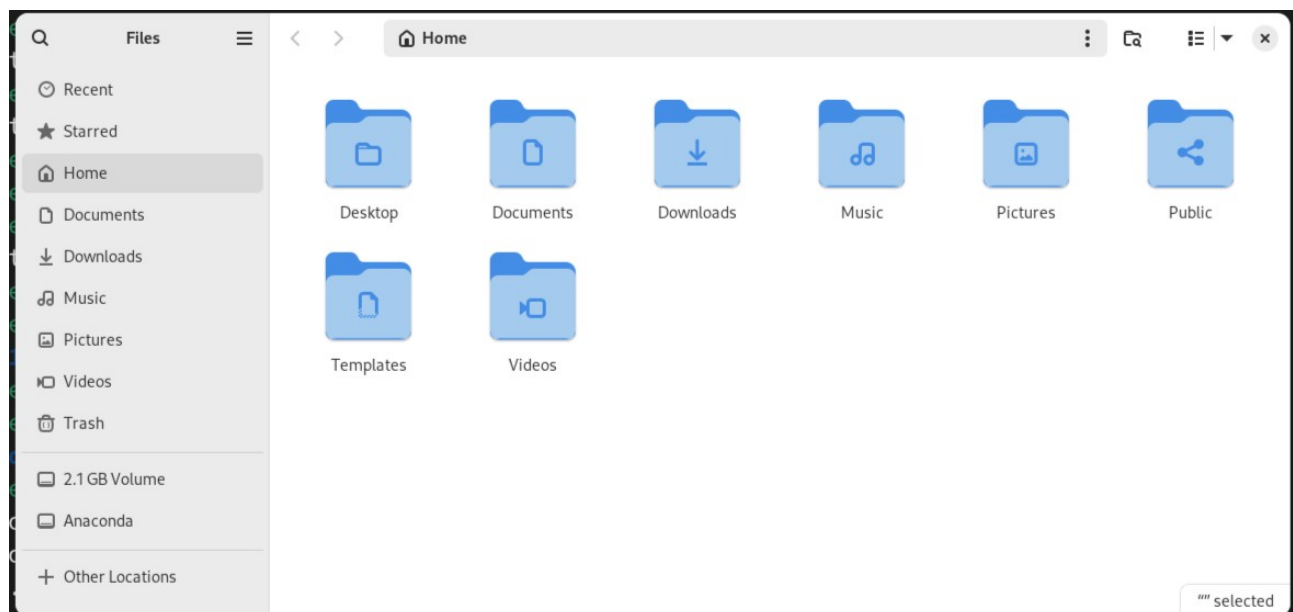 Files
Home
Recent
Starred
Home
Documents
Downloads
Music
Pictures
Videos
Trash
2.1 GB Volume
Anaconda
Other Locations
Desktop
Documents
Downloads
Music
Pictures
Public
Templates
Videos
"" selected